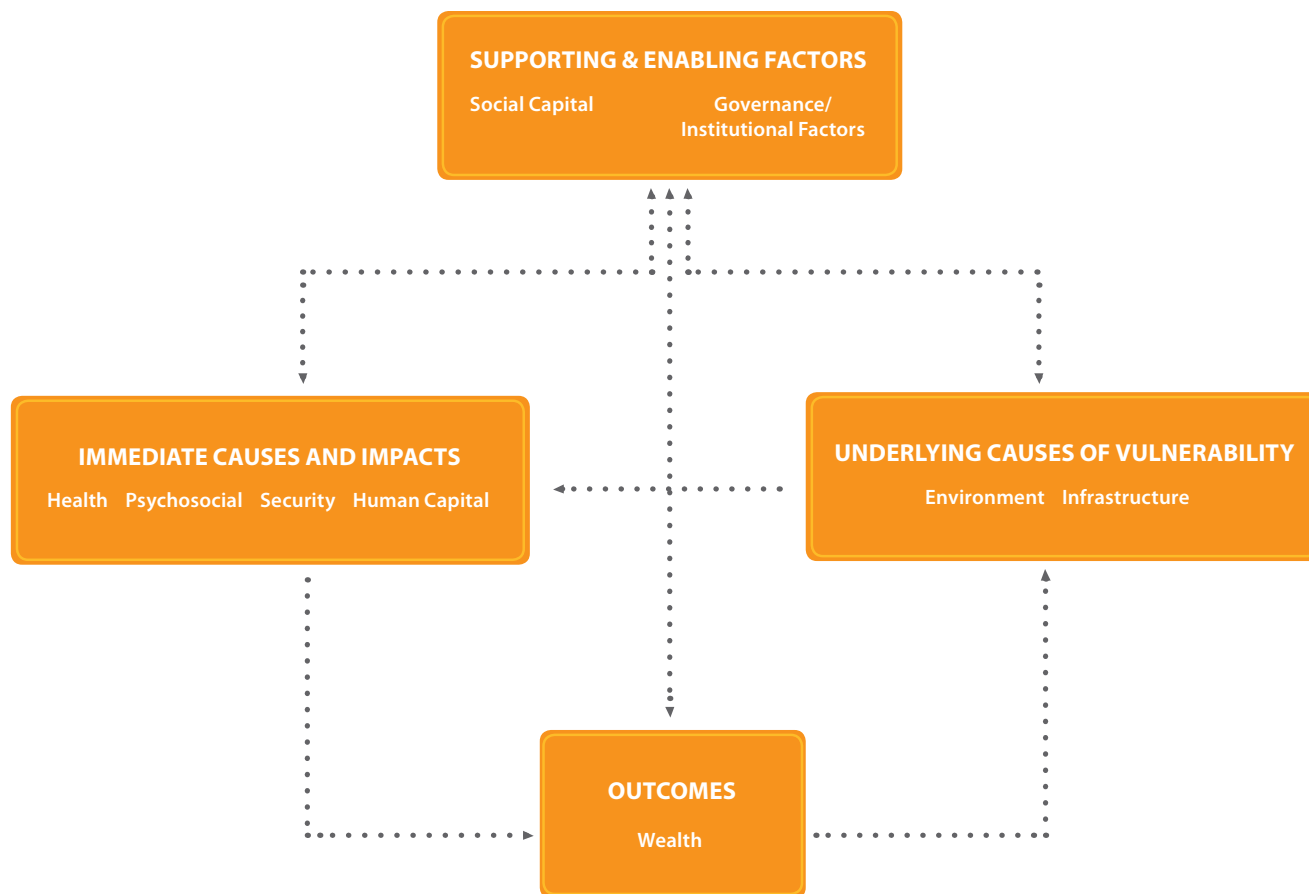 SUPPORTING & ENABLING FACTORS
Social Capital
Governance/
Institutional Factors
IMMEDIATE CAUSES AND IMPACTS
Health Psychosocial Security Human Capital
UNDERLYING CAUSES OF VULNERABILITY
Environment Infrastructure
OUTCOMES
Wealth